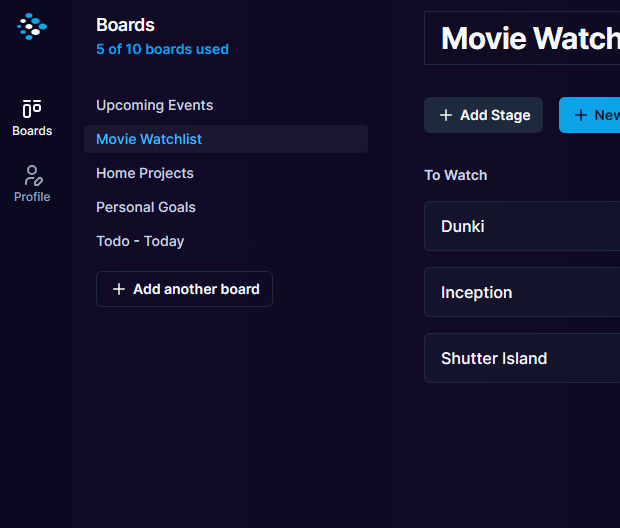 Boards
Profile
Boards
5 of 10 boards used
Upcoming Events
Movie Watchlist
Home Projects
Personal Goals
Todo - Today
Add another board
Movie Watch
Add Stage
New
To Watch
Dunki
Inception
Shutter Island